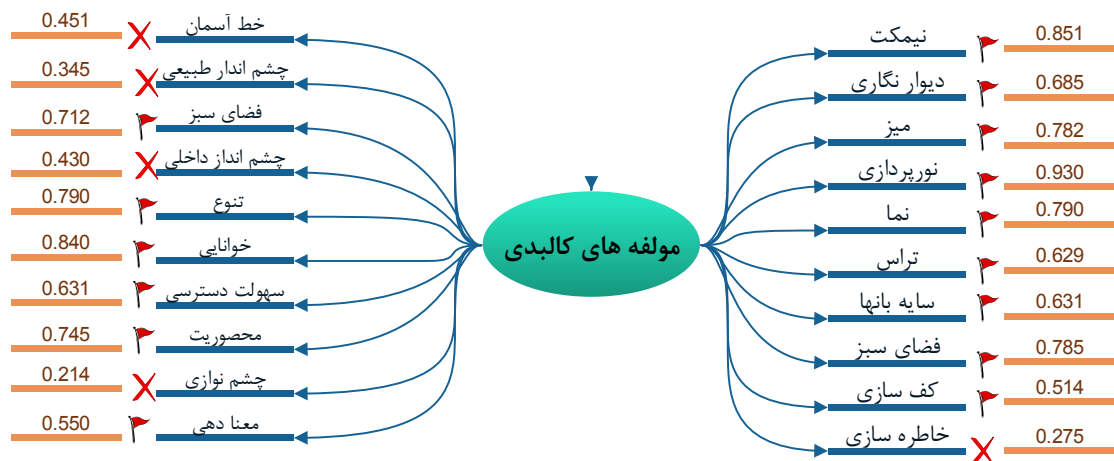 مولفه های کالبدی
نیمکت 0.851
دیوار نگاری 0.685
میز 0.782
نورپردازی 0.930
نما 0.790
تراس 0.629
سایه بانها 0.631
فضای سبز 0.785
کف سازی 0.514
خاطره سازی 0.275
خط آسمان 0.451
چشم اندار طبیعی 0.345
فضای سبز 0.712
چشم انداز داخلی 0.430
تنوع 0.790
خوانایی 0.840
سهولت دسترسی 0.631
محصوریت 0.745
چشم نوازی 0.214
معنا دهی 0.550